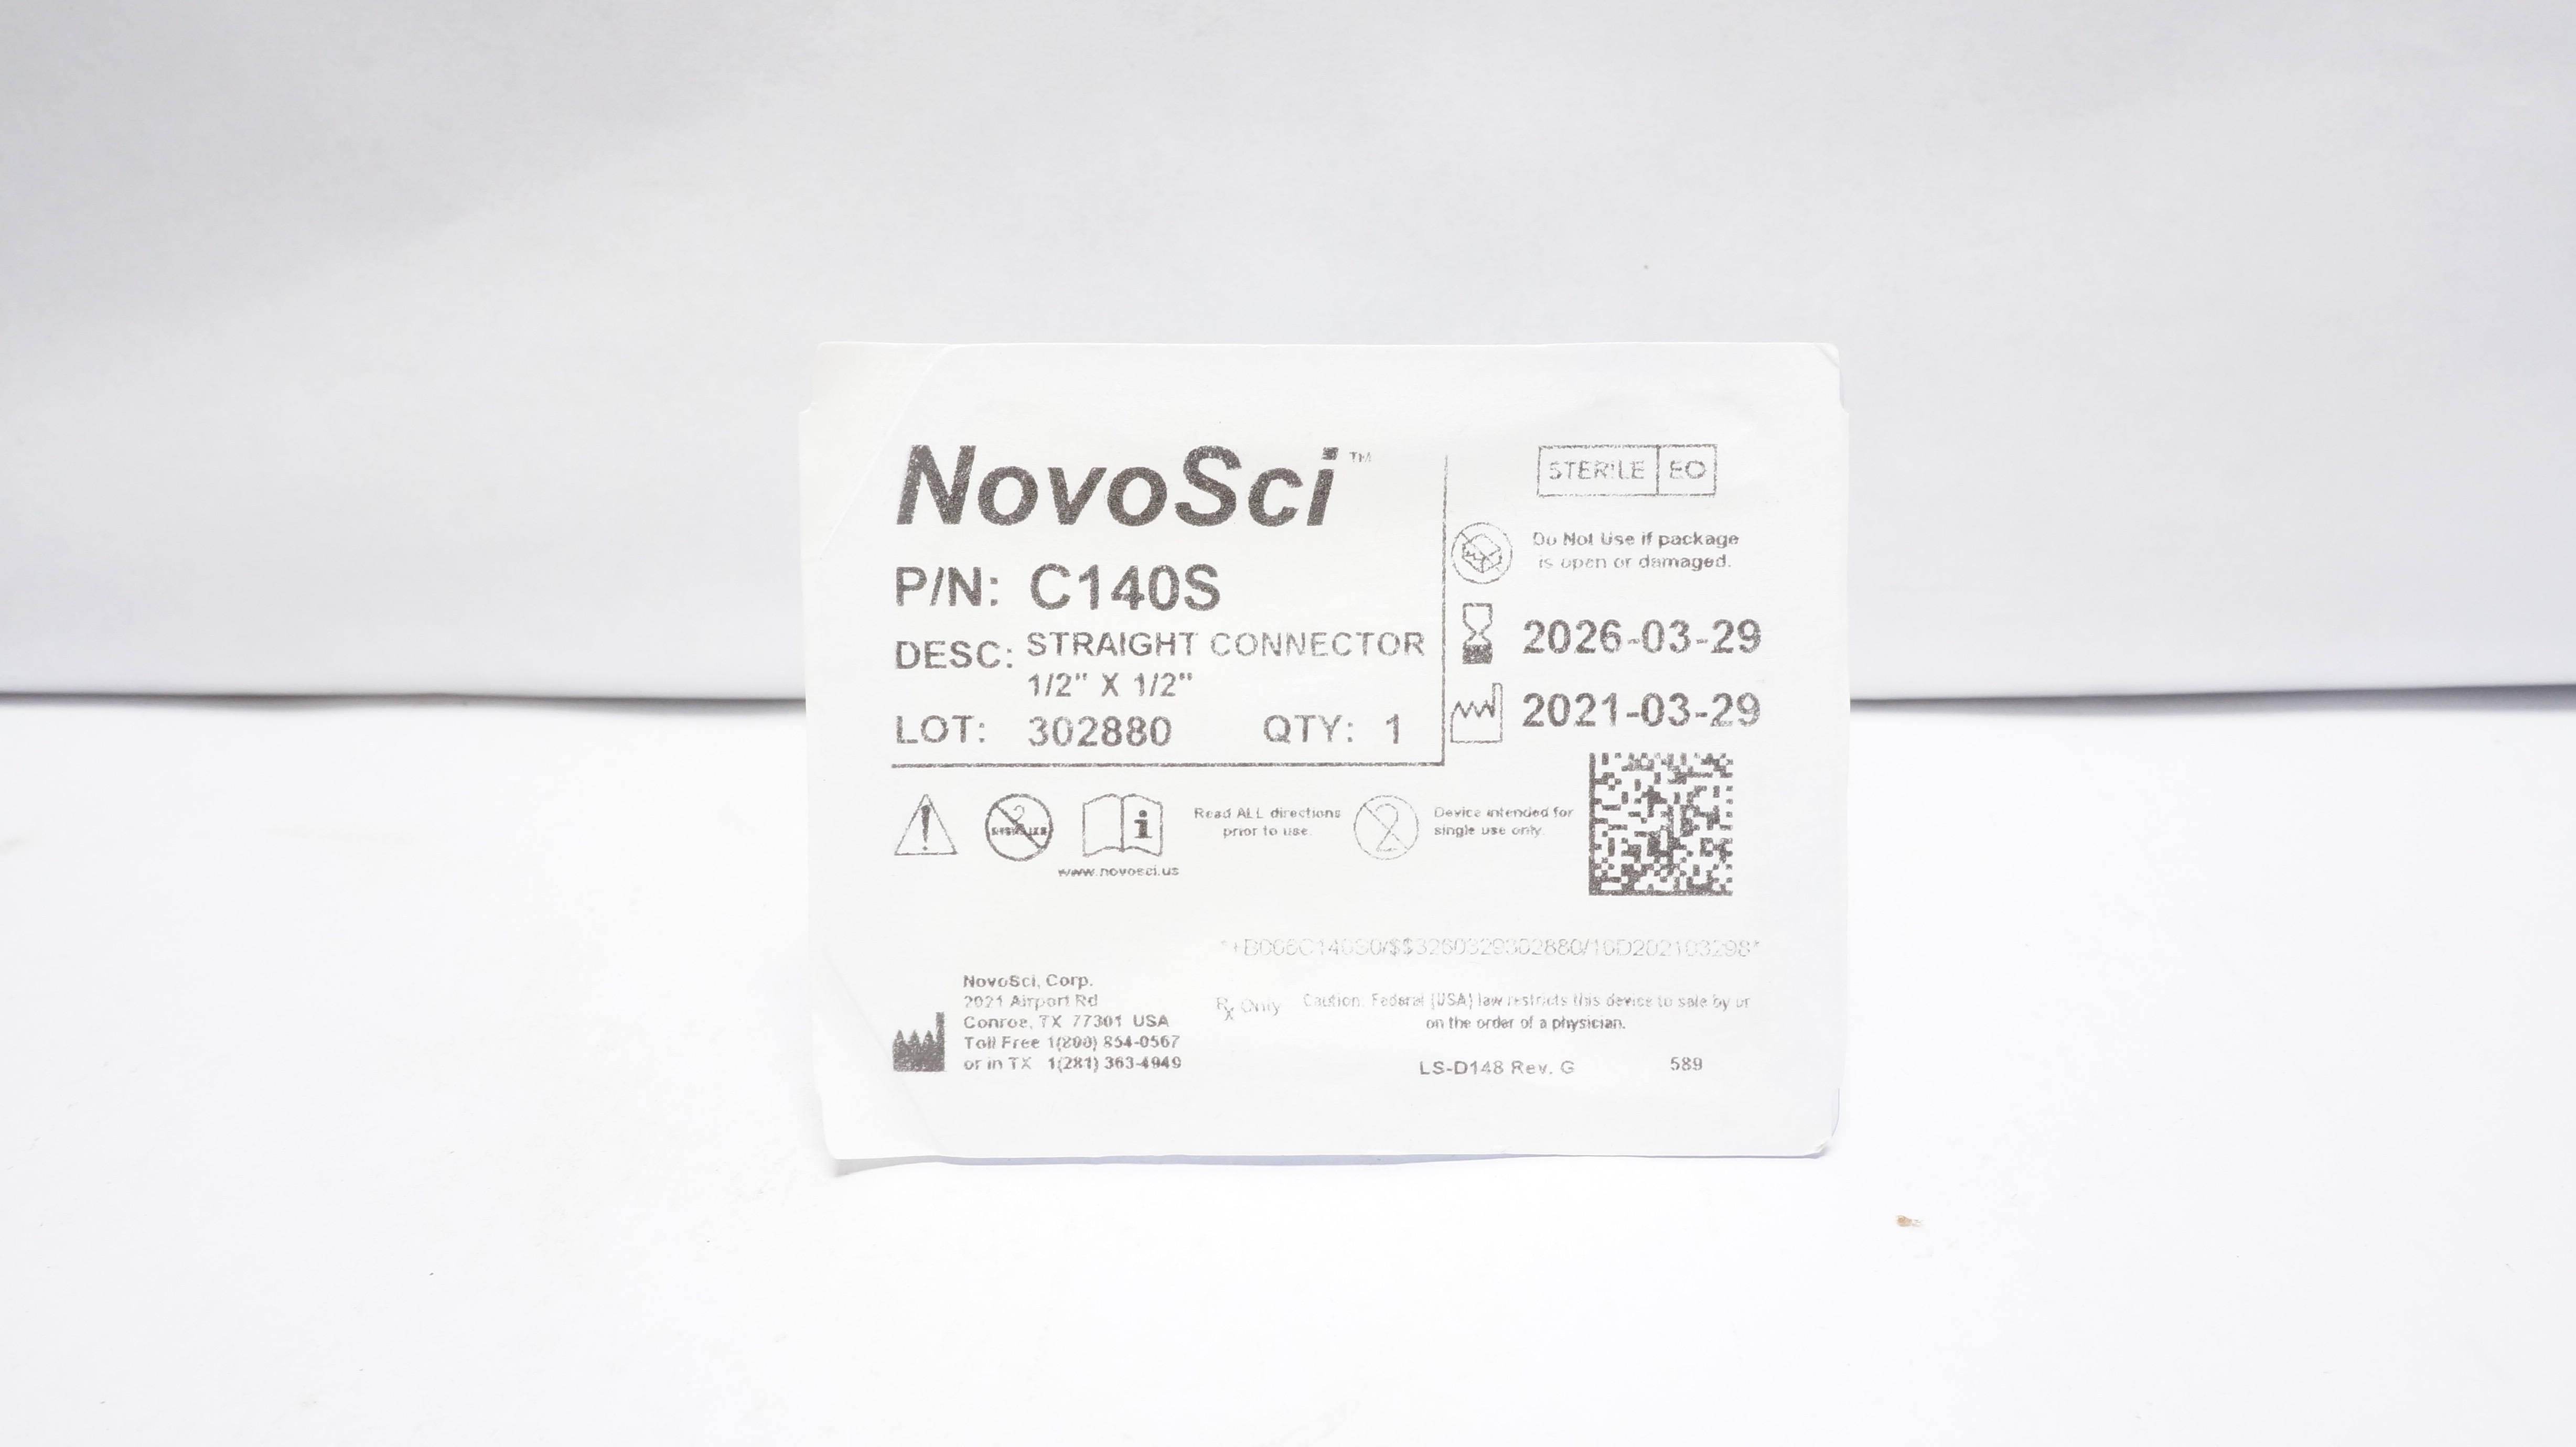 NovoSci™
P/N: C140S
DESC: STRAIGHT CONNECTOR
1/2" X 1/2"
LOT: 302880 QTY: 1
STERILE EO
Do Not Use if package
is open or damaged.
2026-03-29
2021-03-29
www.novosci.us
Read ALL directions
prior to use.
2
Device intended for
single use only.
NovoSci, Corp.
2021 Airport Rd
Conroe, TX 77301 USA
Toll Free 1(800) 854-0567
or in TX 1(281) 363-4949
Rx Only
Caution: Federal (USA) law restricts this device to sale by or
on the order of a physician.
LS-D148 Rev. G 589